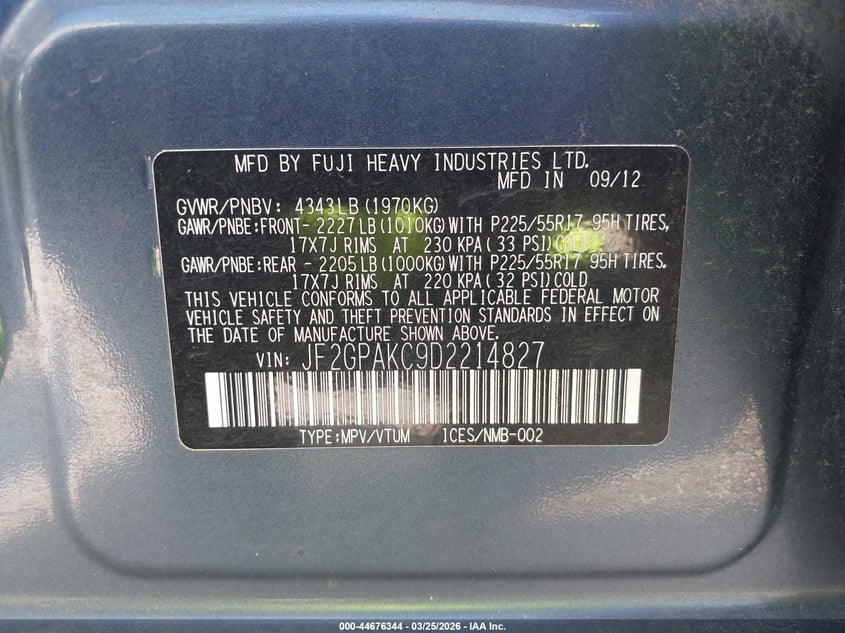 MFD BY FUJI HEAVY INDUSTRIES LTD.
MFD IN 09/12
GVWR/PNBV: 4343LB (1970KG)
GAWR/PNBE:FRONT- 2227LB (1010KG) WITH P225/55R17 95H TIRES,
17X7J RIMS AT 230 KPA (33 PSI) COLD
GAWR/PNBE:REAR - 2205LB (1000KG) WITH P225/55R17 95H TIRES.
17X7J RIMS AT 220 KPA (32 PSI) COLD
THIS VEHICLE CONFORMS TO ALL APPLICABLE FEDERAL MOTOR
VEHICLE SAFETY AND THEFT PREVENTION STANDARDS IN EFFECT ON
THE DATE OF MANUFACTURE SHOWN ABOVE.
VIN: JF2GPAKC9D2214827
TYPE:MPV/VTUM ICES/NMB-002
000-44676344 | 03/25/2026 - IAA Inc.